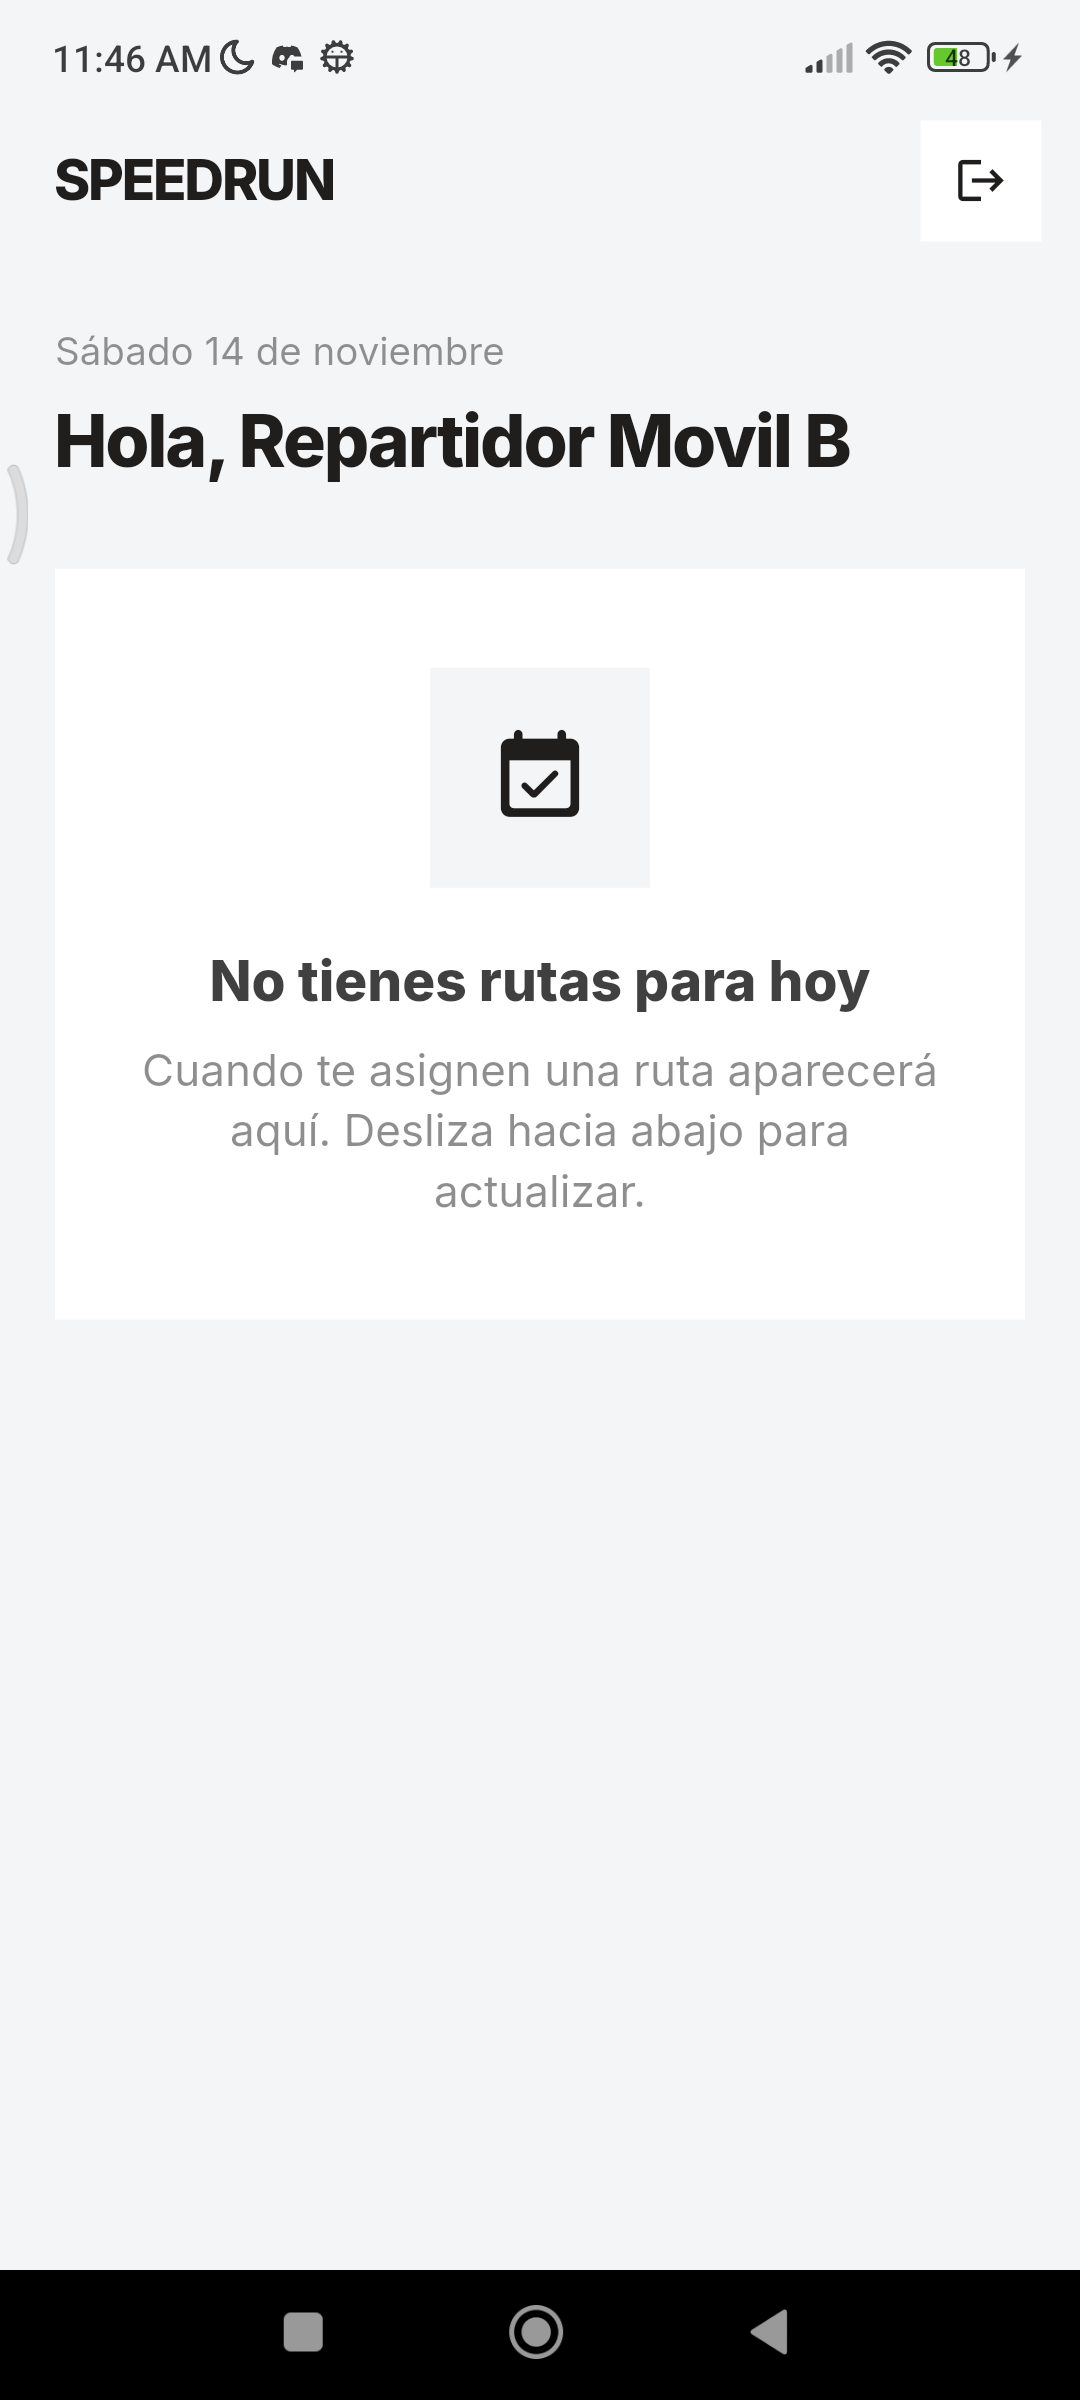 11:46 AM
48
SPEEDRUN
Sábado 14 de noviembre
Hola, Repartidor Movil B
No tienes rutas para hoy
Cuando te asignen una ruta aparecerá
aquí. Desliza hacia abajo para
actualizar.